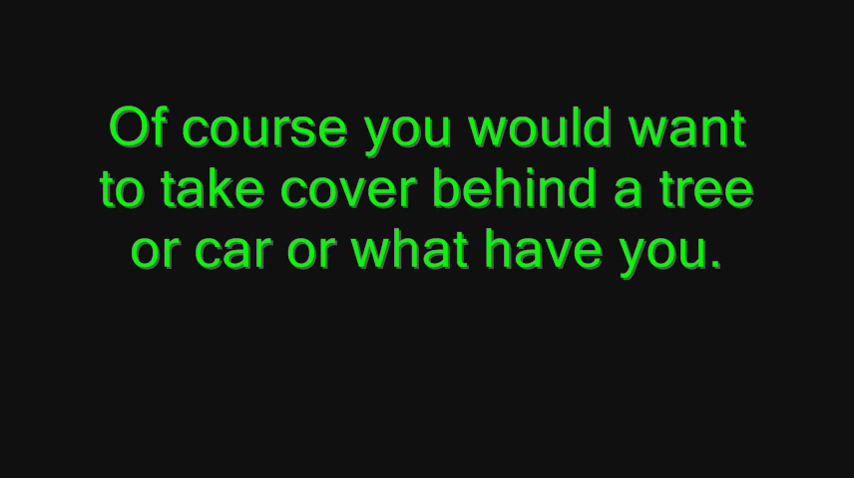 Of course you would want
to take cover behind a tree
or car or what have you.